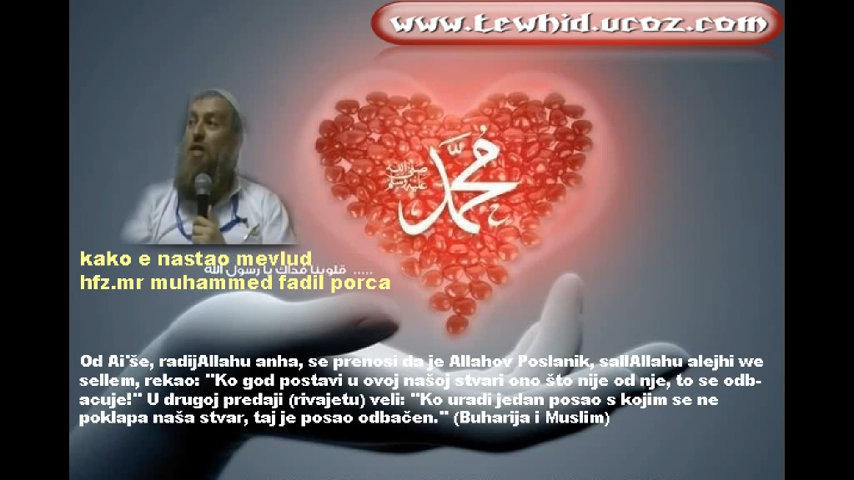 www.tewhid.ucoz.com
محمد
صلى الله
عليه وسلم
kako e nastao mevlud
قلوبنا فداك يا رسول الله .....
hfz.mr muhammed fadil porca
Od Ai'še, radijAllahu anha, se prenosi da je Allahov Poslanik, sallAllahu alejhi we
sellem, rekao: "Ko god postavi u ovoj našoj stvari ono što nije od nje, to se odb-
acuje!" U drugoj predaji (rivajetu) veli: "Ko uradi jedan posao s kojim se ne
poklapa naša stvar, taj je posao odbačen." (Buharija i Muslim)